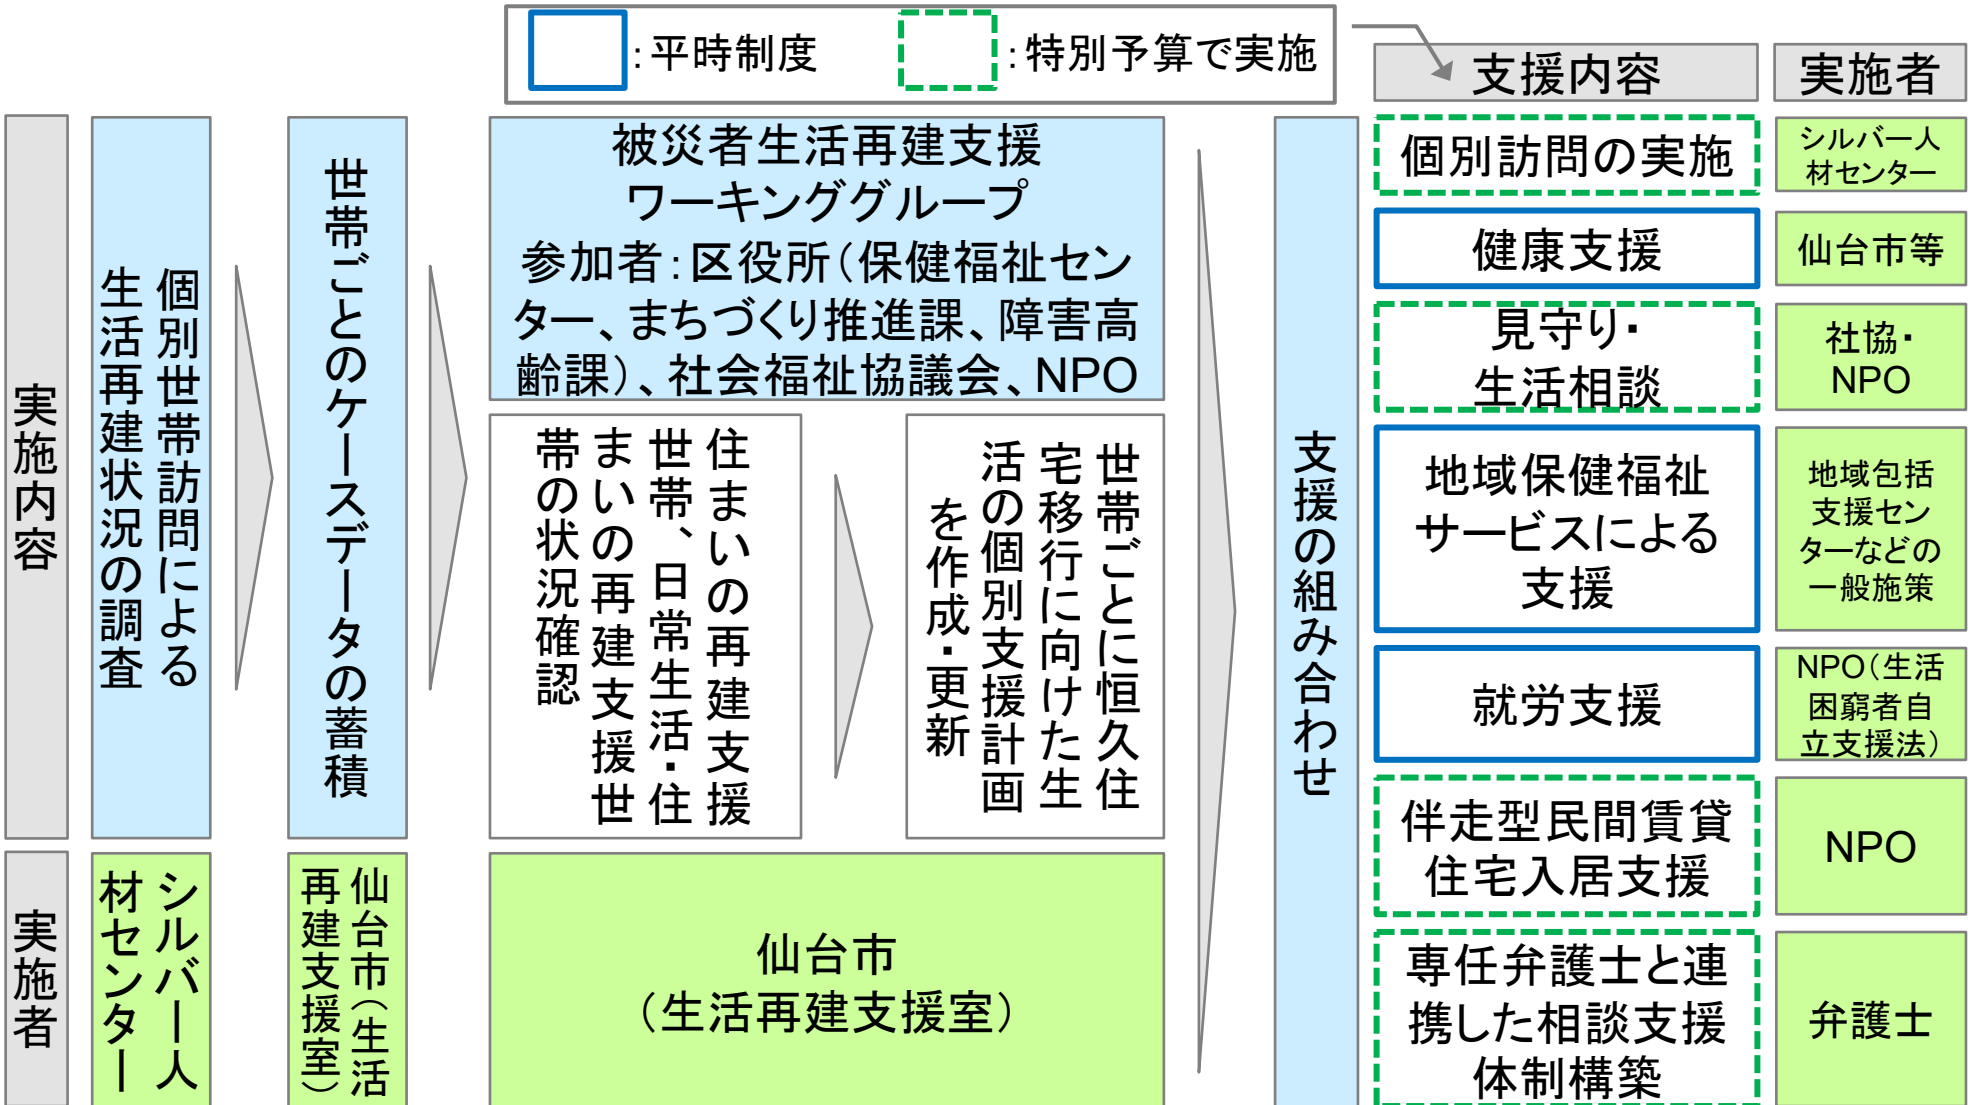 :平時制度
:特別予算で実施
支援内容
実施者
実施内容
個別世帯訪問による
生活再建状況の調査
世帯ごとのケースデータの蓄積
被災者生活再建支援
ワーキンググループ
参加者:区役所(保健福祉セン
ター、まちづくり推進課、障害高
齢課)、社会福祉協議会、NPO
住まいの再建支援
世帯、日常生活・住
まいの再建支援世
帯の状況確認
世帯ごとに恒久住
宅移行に向けた生
活の個別支援計画
を作成・更新
支援の組み合わせ
個別訪問の実施
シルバー人
材センター
健康支援
仙台市等
見守り・
生活相談
社協・
NPO
地域保健福祉
サービスによる
支援
地域包括
支援セン
ターなどの
一般施策
就労支援
NPO(生活
困窮者自
立支援法)
伴走型民間賃貸
住宅入居支援
NPO
専任弁護士と連
携した相談支援
体制構築
弁護士
実施者
シルバー人
材センター
仙台市(生活
再建支援室)
仙台市
(生活再建支援室)